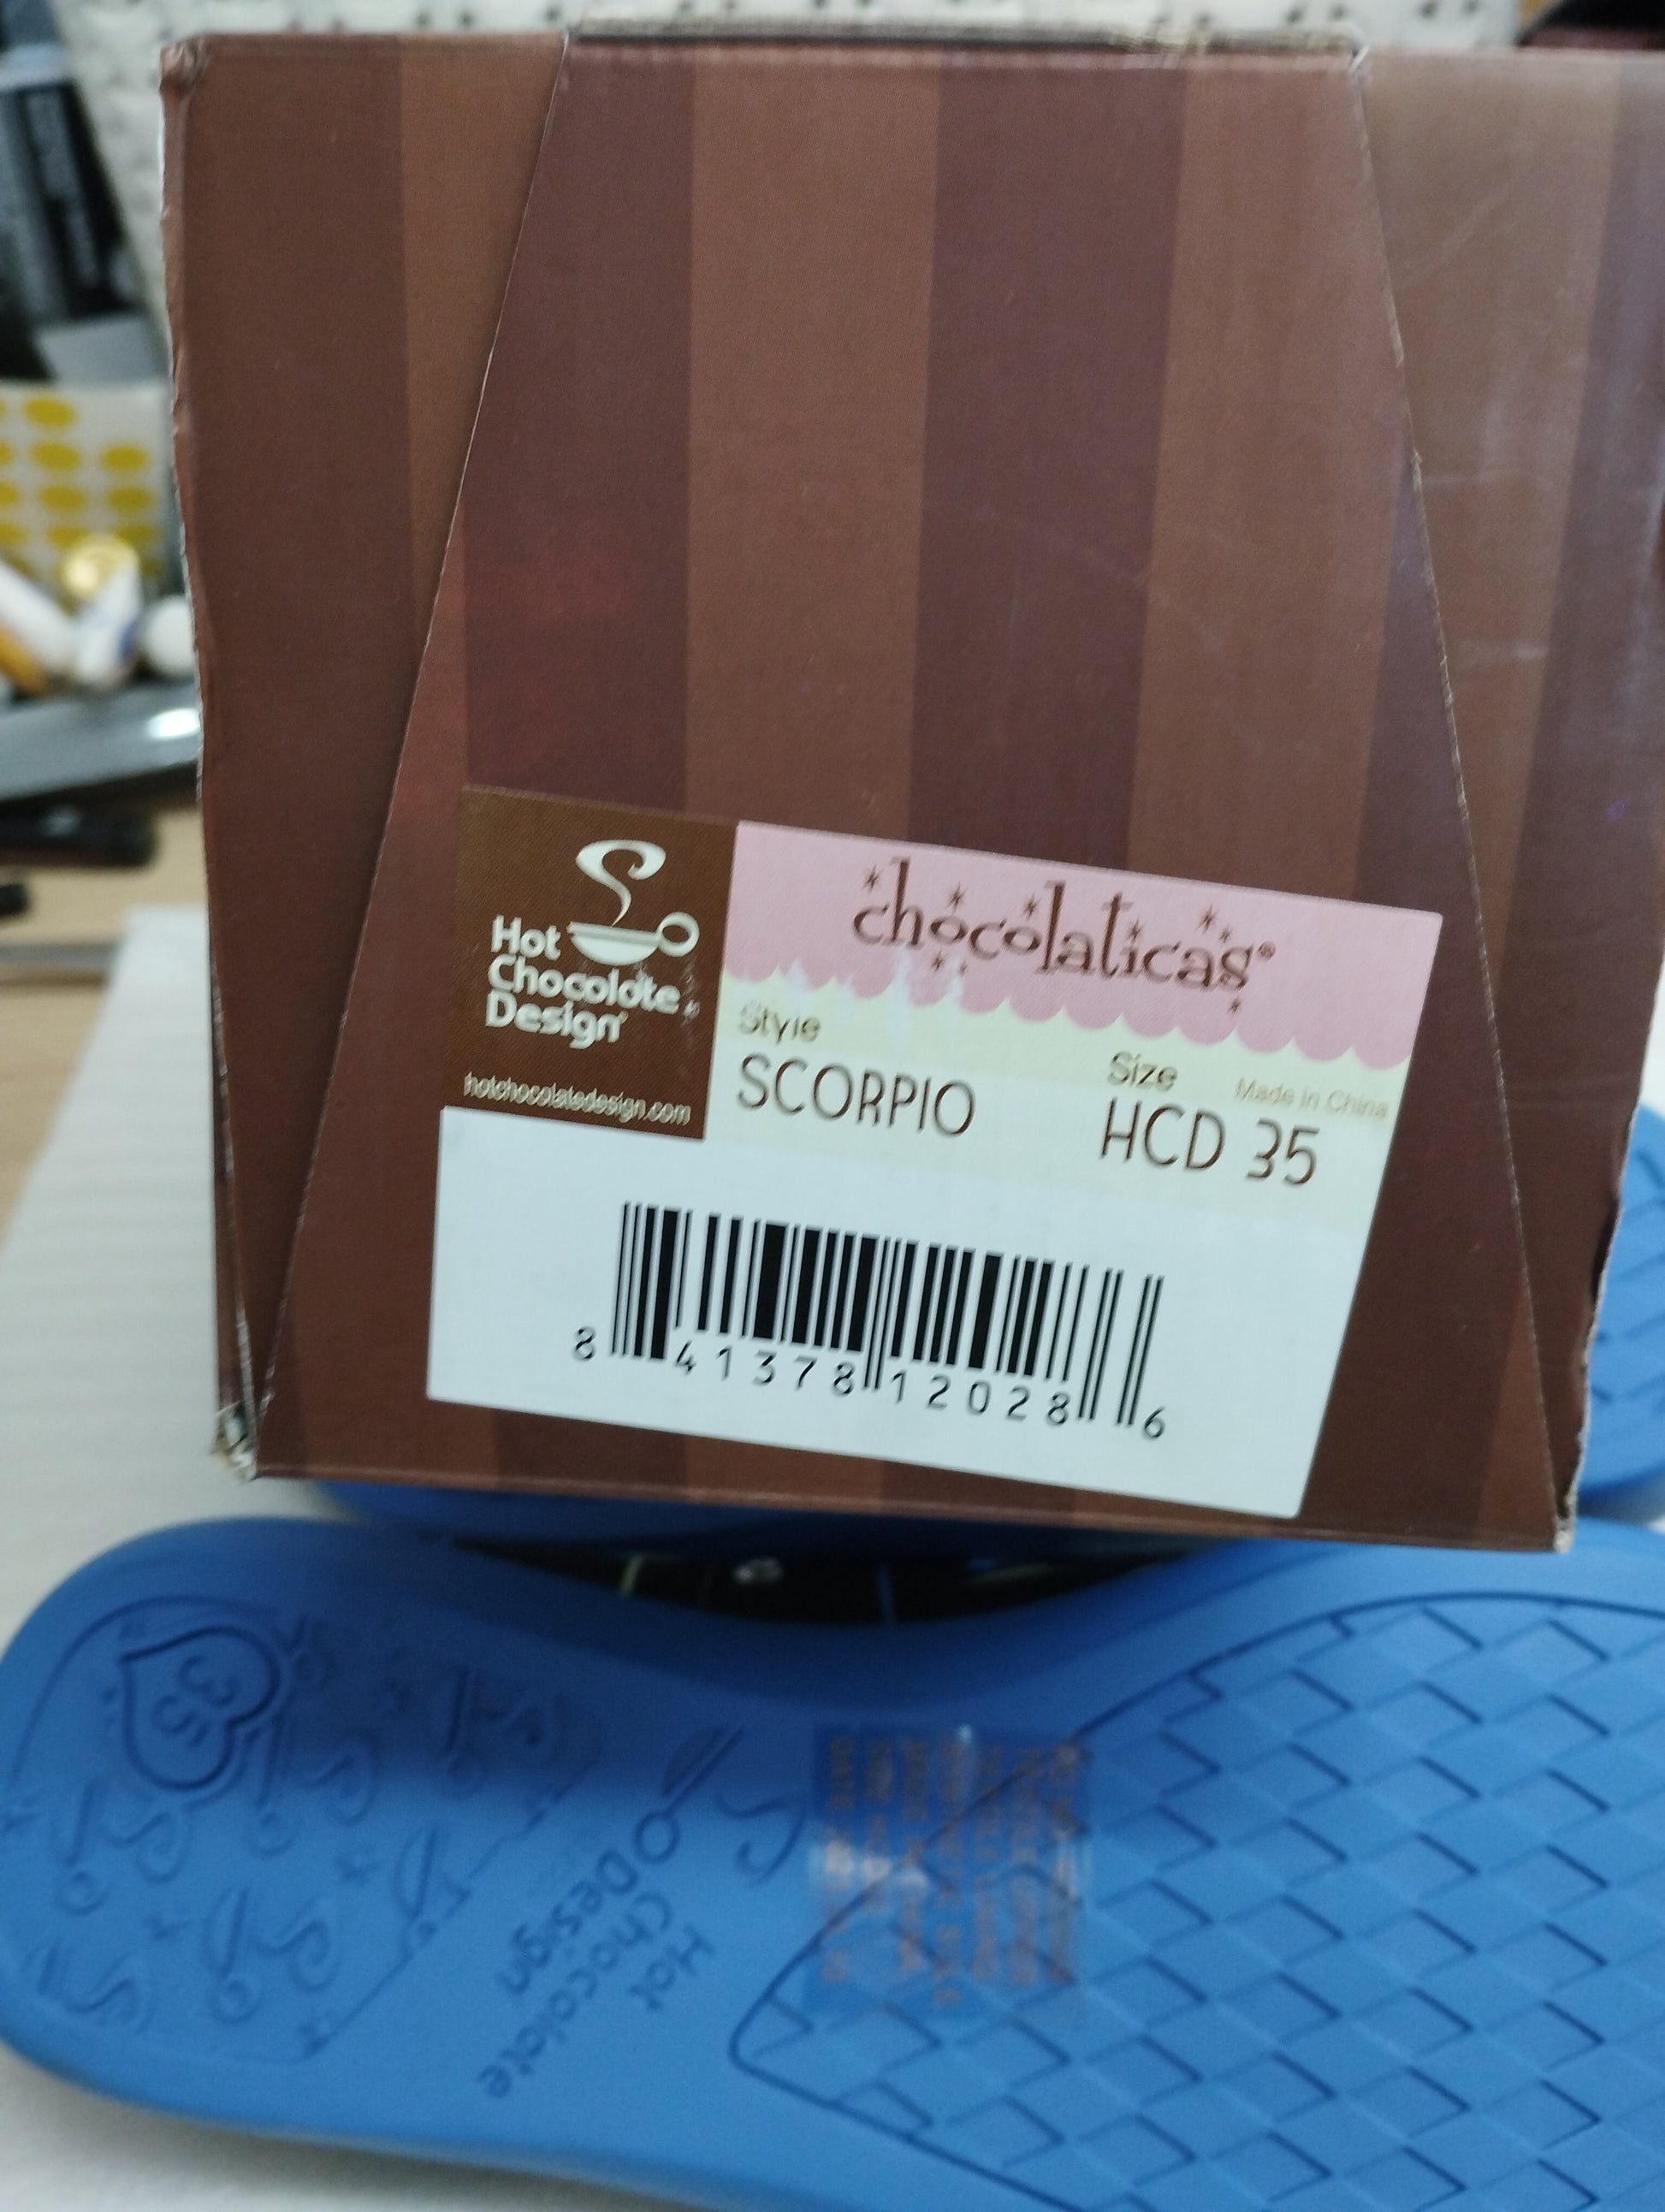 Hot
Chocolate
Design
hotchocolatedesign.com
chocolaticas®
Style
SCORPIO
Size
Made in China
HCD 35
8 41378 12028 6
35
Hot
Chocolate
Design